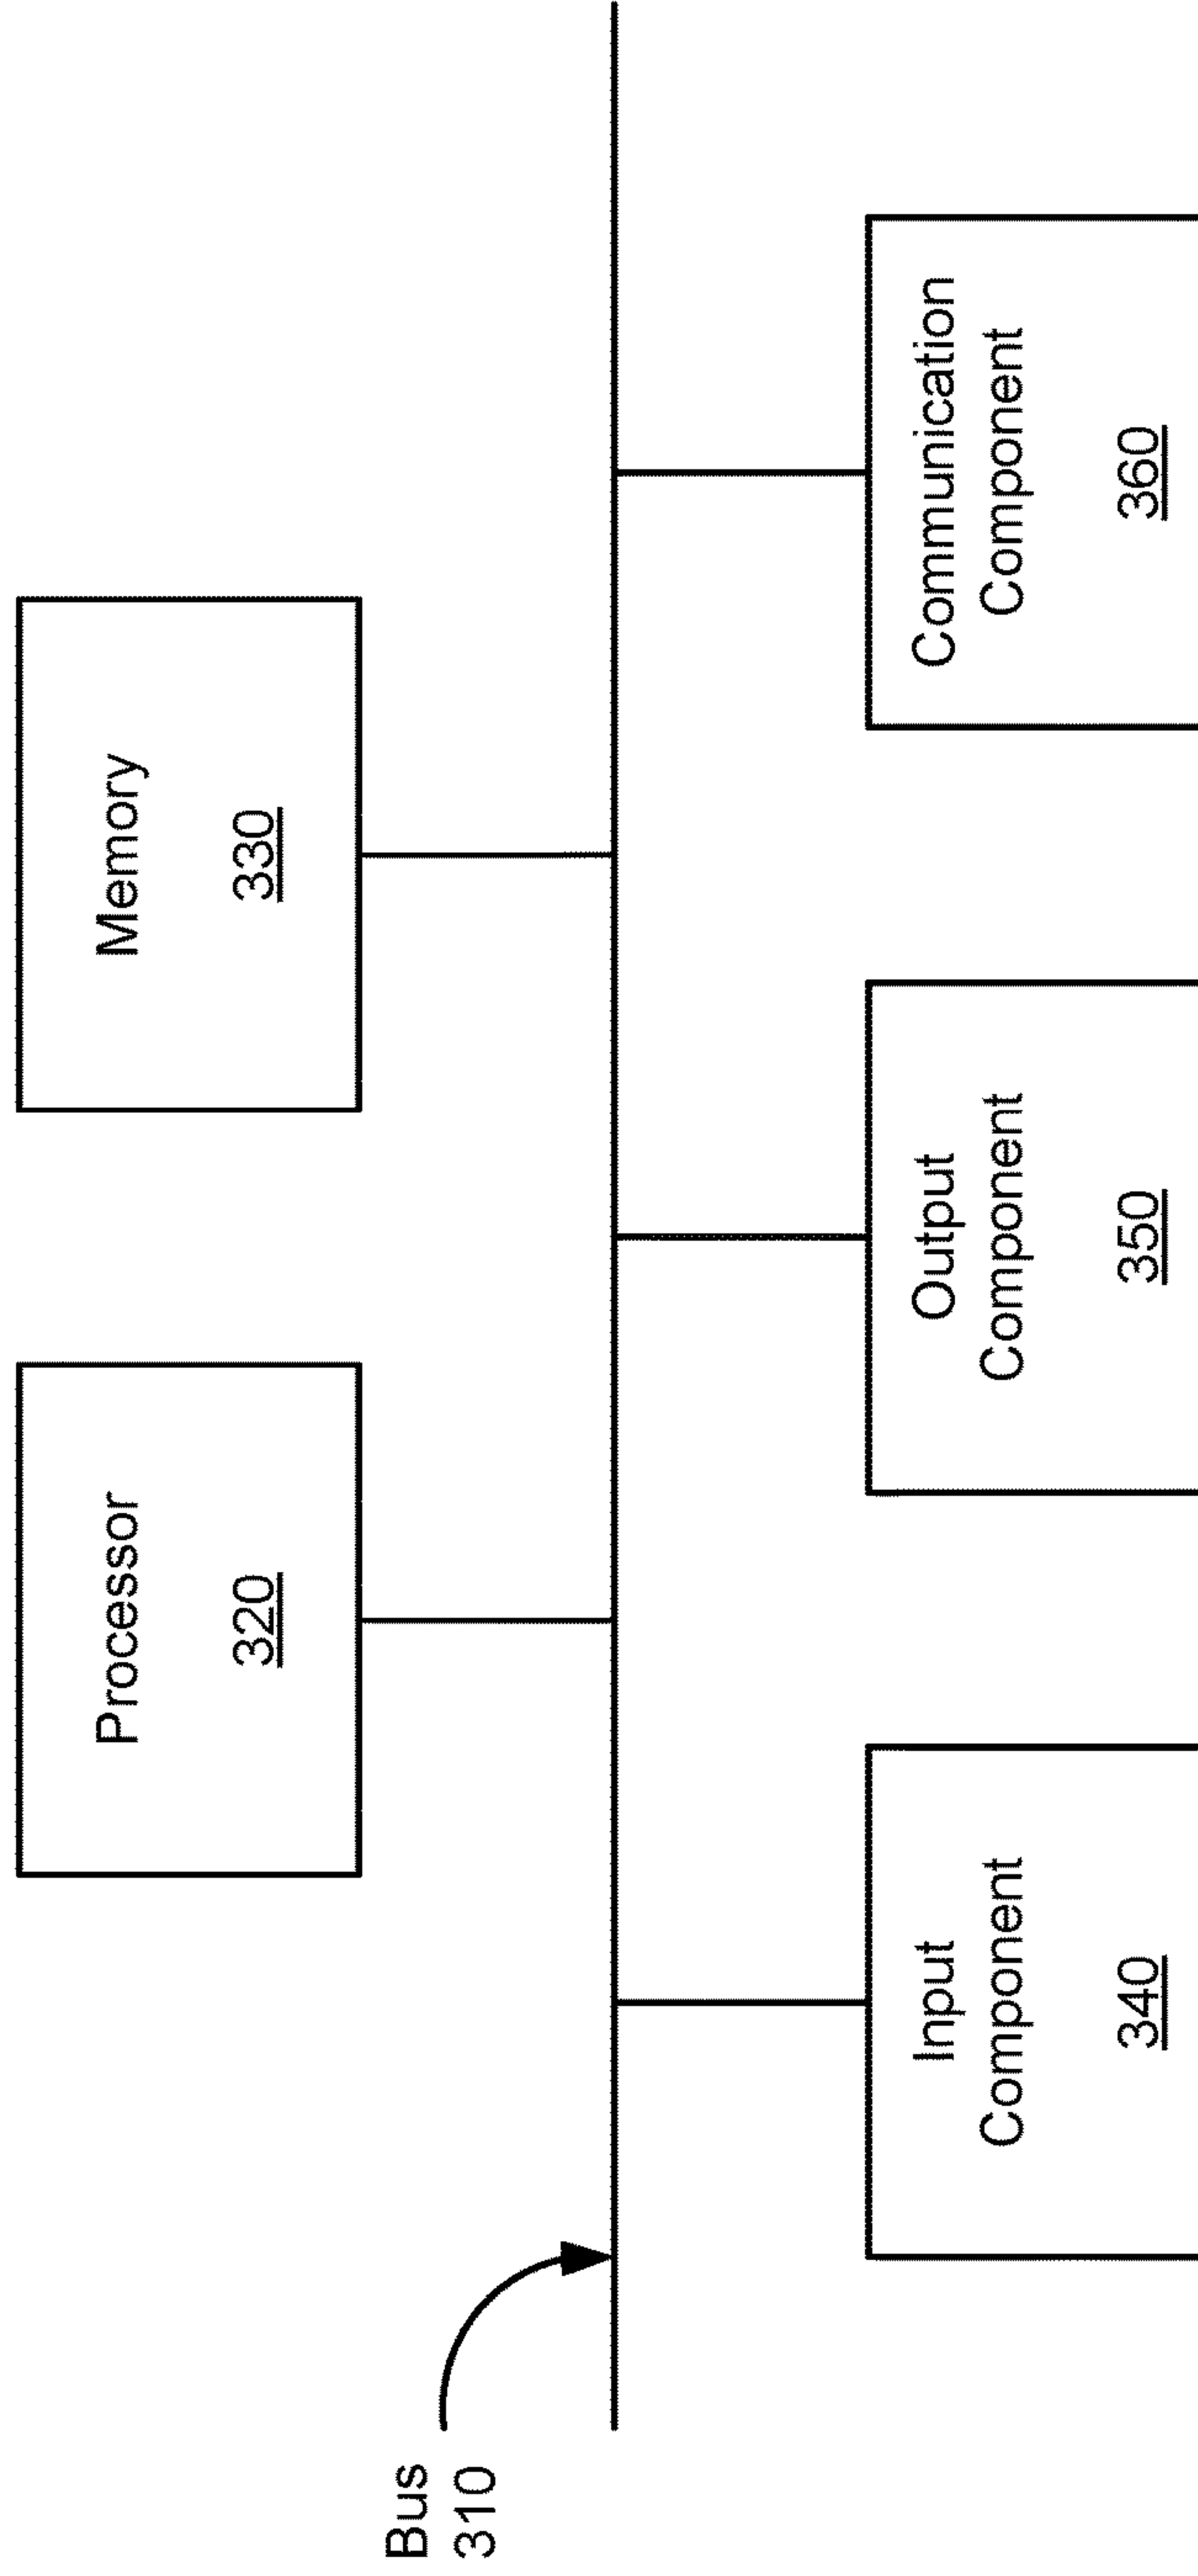 Processor
320
Memory
330
Bus
310
Input
Component
340
Output
Component
350
Communication
Component
360